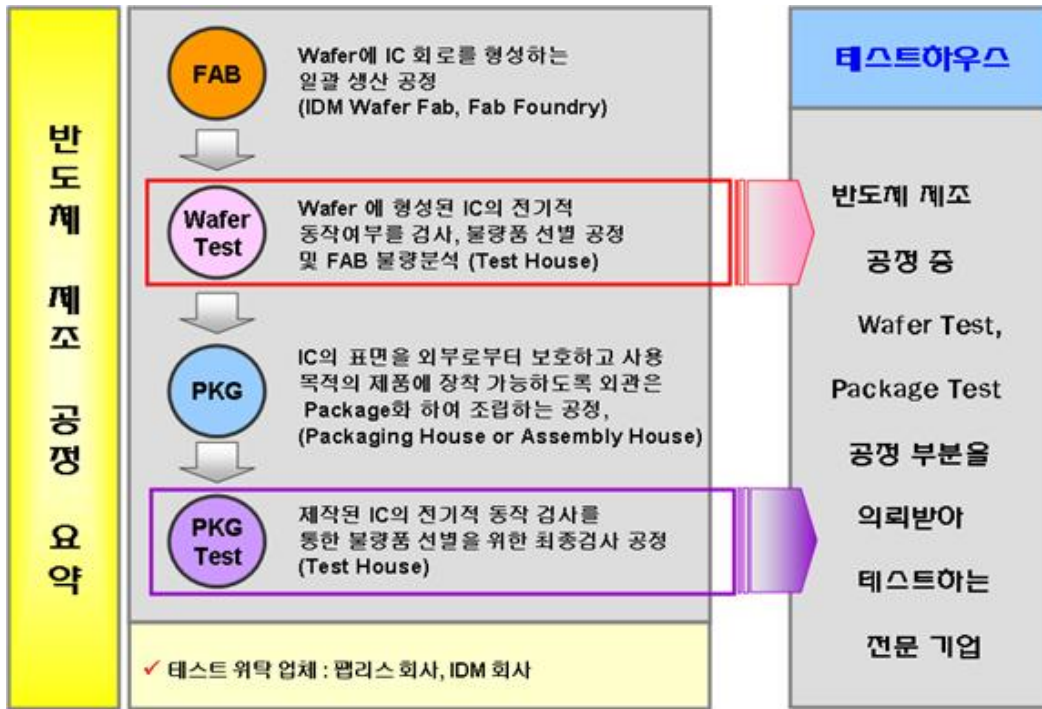 반도체 제조 공정 요약
FAB
Wafer에 IC 회로를 형성하는
일괄 생산 공정
(IDM Wafer Fab, Fab Foundry)
Wafer
Test
Wafer 에 형성된 IC의 전기적
동작여부를 검사, 불량품 선별 공정
및 FAB 불량분석 (Test House)
PKG
IC의 표면을 외부로부터 보호하고 사용
목적의 제품에 장착 가능하도록 외관은
Package화 하여 조립하는 공정,
(Packaging House or Assembly House)
PKG
Test
제작된 IC의 전기적 동작 검사를
통한 불량품 선별을 위한 최종검사 공정
(Test House)
✓ 테스트 위탁 업체 : 팹리스 회사, IDM 회사
테스트하우스
반도체 제조
공정 중
Wafer Test,
Package Test
공정 부분을
의뢰받아
테스트하는
전문 기업